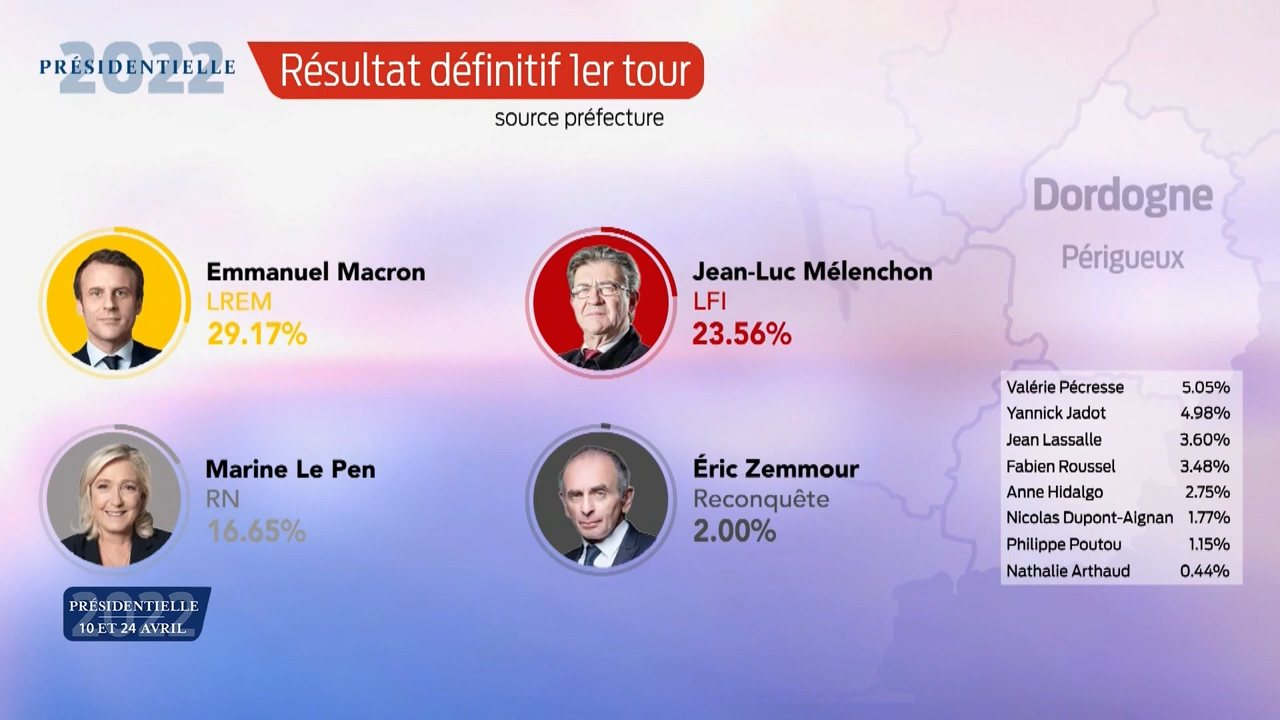 2022
PRÉSIDENTIELLE
Résultat définitif 1er tour
source préfecture
Dordogne
Périgueux
Emmanuel Macron
LREM
29.17%
Jean-Luc Mélenchon
LFI
23.56%
Marine Le Pen
RN
16.65%
Éric Zemmour
Reconquête
2.00%
Valérie Pécresse 5.05%
Yannick Jadot 4.98%
Jean Lassalle 3.60%
Fabien Roussel 3.48%
Anne Hidalgo 2.75%
Nicolas Dupont-Aignan 1.77%
Philippe Poutou 1.15%
Nathalie Arthaud 0.44%
PRÉSIDENTIELLE
2022
10 ET 24 AVRIL